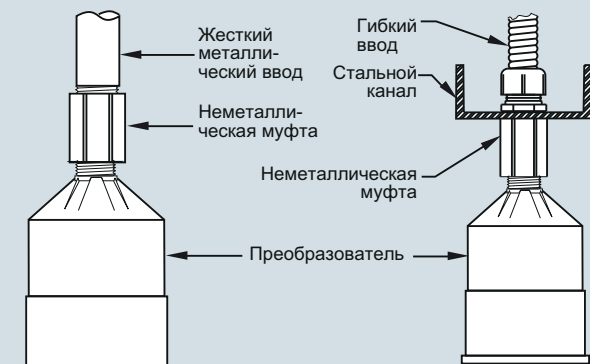 Жесткий
металли-
ческий ввод
Неметалли-
ческая муфта
Гибкий
ввод
Стальной
канал
Неметаллическая
муфта
Преобразователь